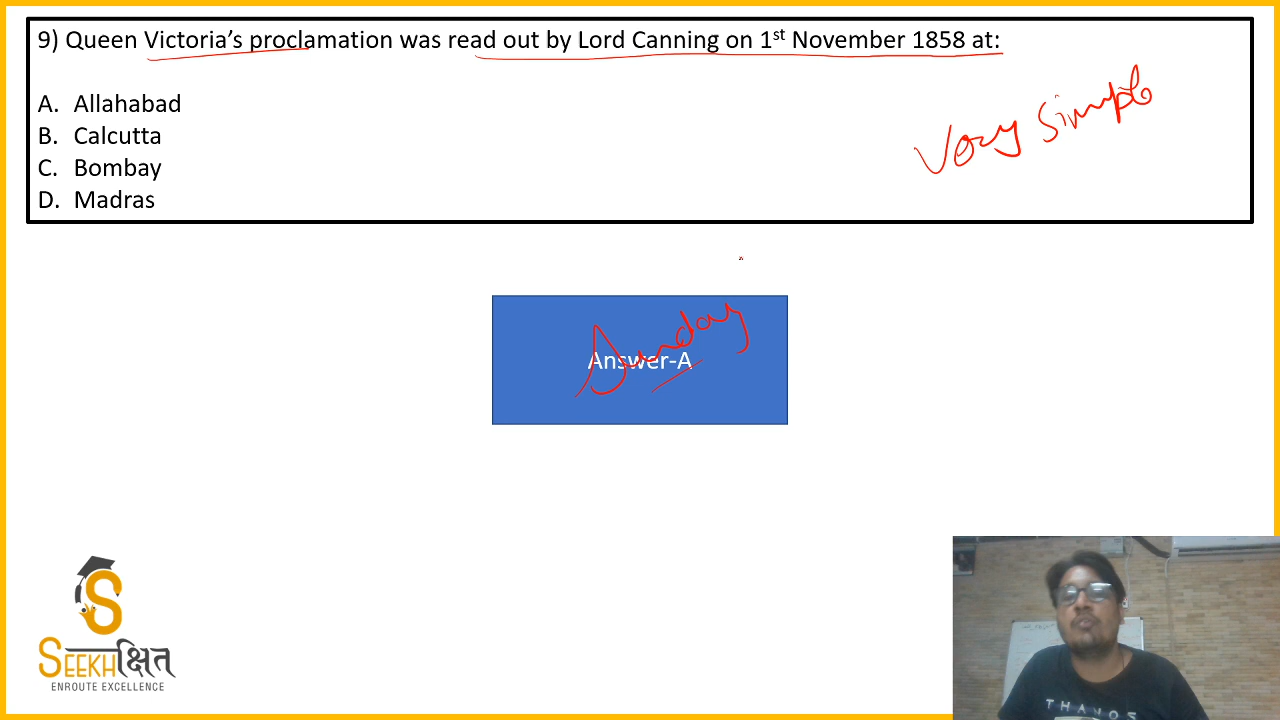 9) Queen Victoria's proclamation was read out by Lord Canning on 1st November 1858 at:
A. Allahabad
B. Calcutta
C. Bombay
D. Madras
Very Simple
Sunday
Answer-A
SEEKHक्षित
ENROUTE EXCELLENCE
THANOS